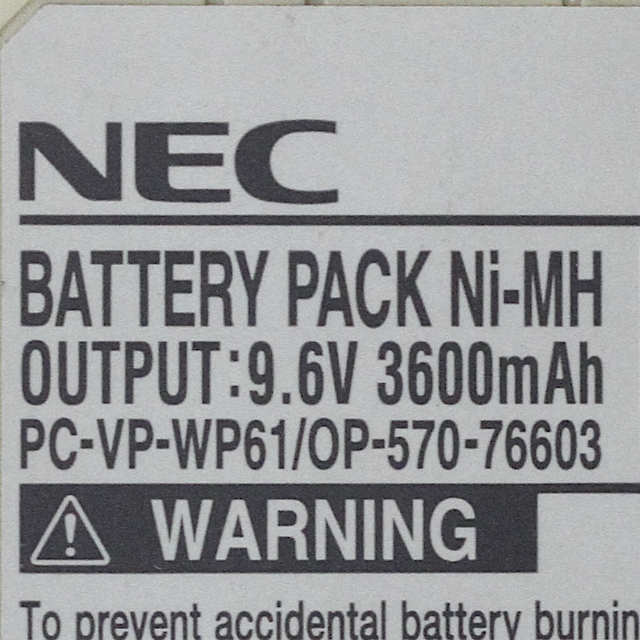 NEC
BATTERY PACK Ni-MH
OUTPUT:9.6V 3600mAh
PC-VP-WP61/OP-570-76603
WARNING
To prevent accidental battery burnin